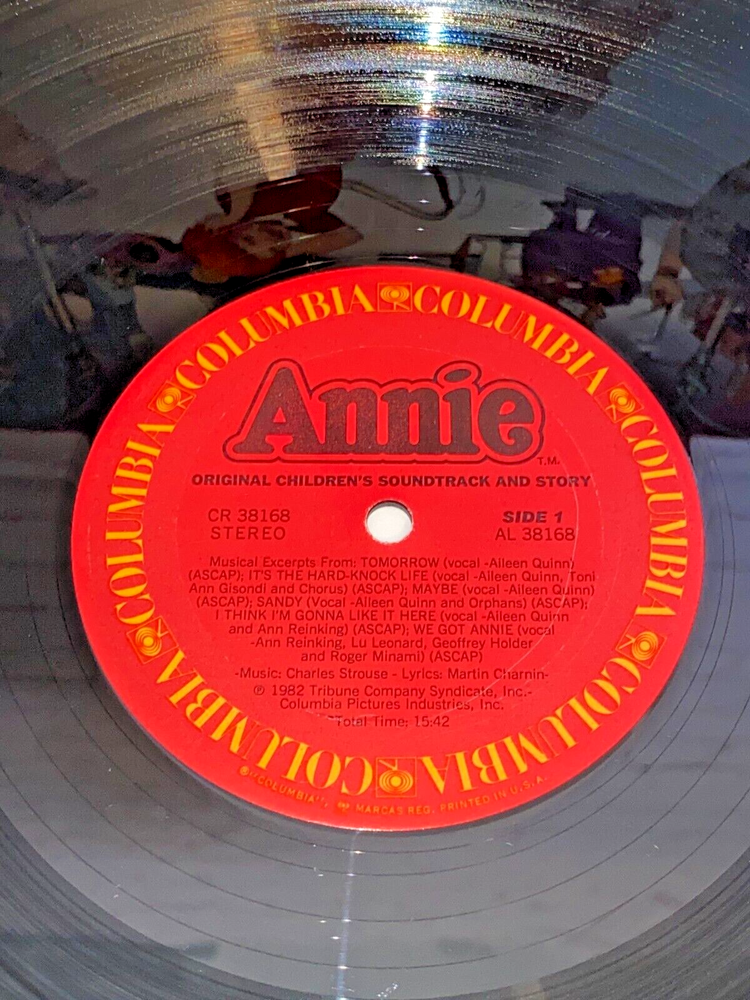 COLUMBIA COLUMBIA COLUMBIA COLUMBIA COLUMBIA COLUMBIA COLUMBIA COLUMBIA
Annie
T.M.
ORIGINAL CHILDREN'S SOUNDTRACK AND STORY
CR 38168 SIDE 1
STEREO AL 38168
Musical Excerpts From: TOMORROW (vocal -Aileen Quinn)
(ASCAP); IT'S THE HARD-KNOCK LIFE (vocal -Aileen Quinn, Toni
Ann Gisondi and Chorus) (ASCAP); MAYBE (vocal -Aileen Quinn)
(ASCAP); SANDY (Vocal -Aileen Quinn and Orphans) (ASCAP);
I THINK I'M GONNA LIKE IT HERE (vocal -Aileen Quinn
and Ann Reinking) (ASCAP); WE GOT ANNIE (vocal
-Ann Reinking, Lu Leonard, Geoffrey Holder
and Roger Minami) (ASCAP)
-Music: Charles Strouse - Lyrics: Martin Charnin-
℗ 1982 Tribune Company Syndicate, Inc.-
Columbia Pictures Industries, Inc.
Total Time: 15:42
"COLUMBIA", MARCAS REG. PRINTED IN U.S.A.